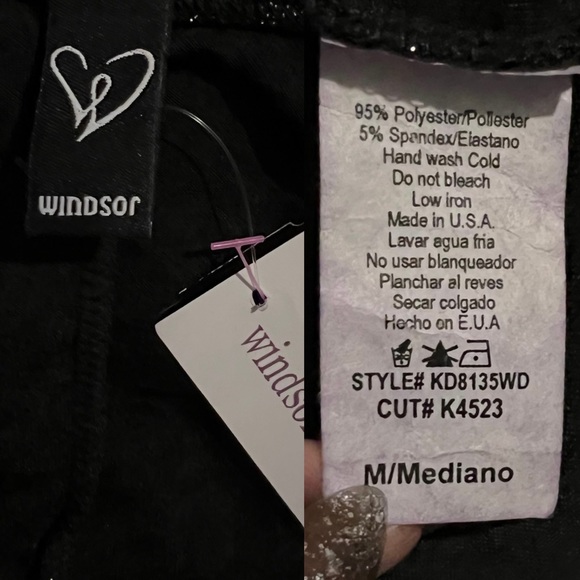 WINDSOR
windsor
95% Polyester/Poliester
5% Spandex/Elastano
Hand wash Cold
Do not bleach
Low iron
Made in U.S.A.
Lavar agua fria
No usar blanqueador
Planchar al reves
Secar colgado
Hecho en E.U.A
STYLE# KD8135WD
CUT# K4523
M/Mediano